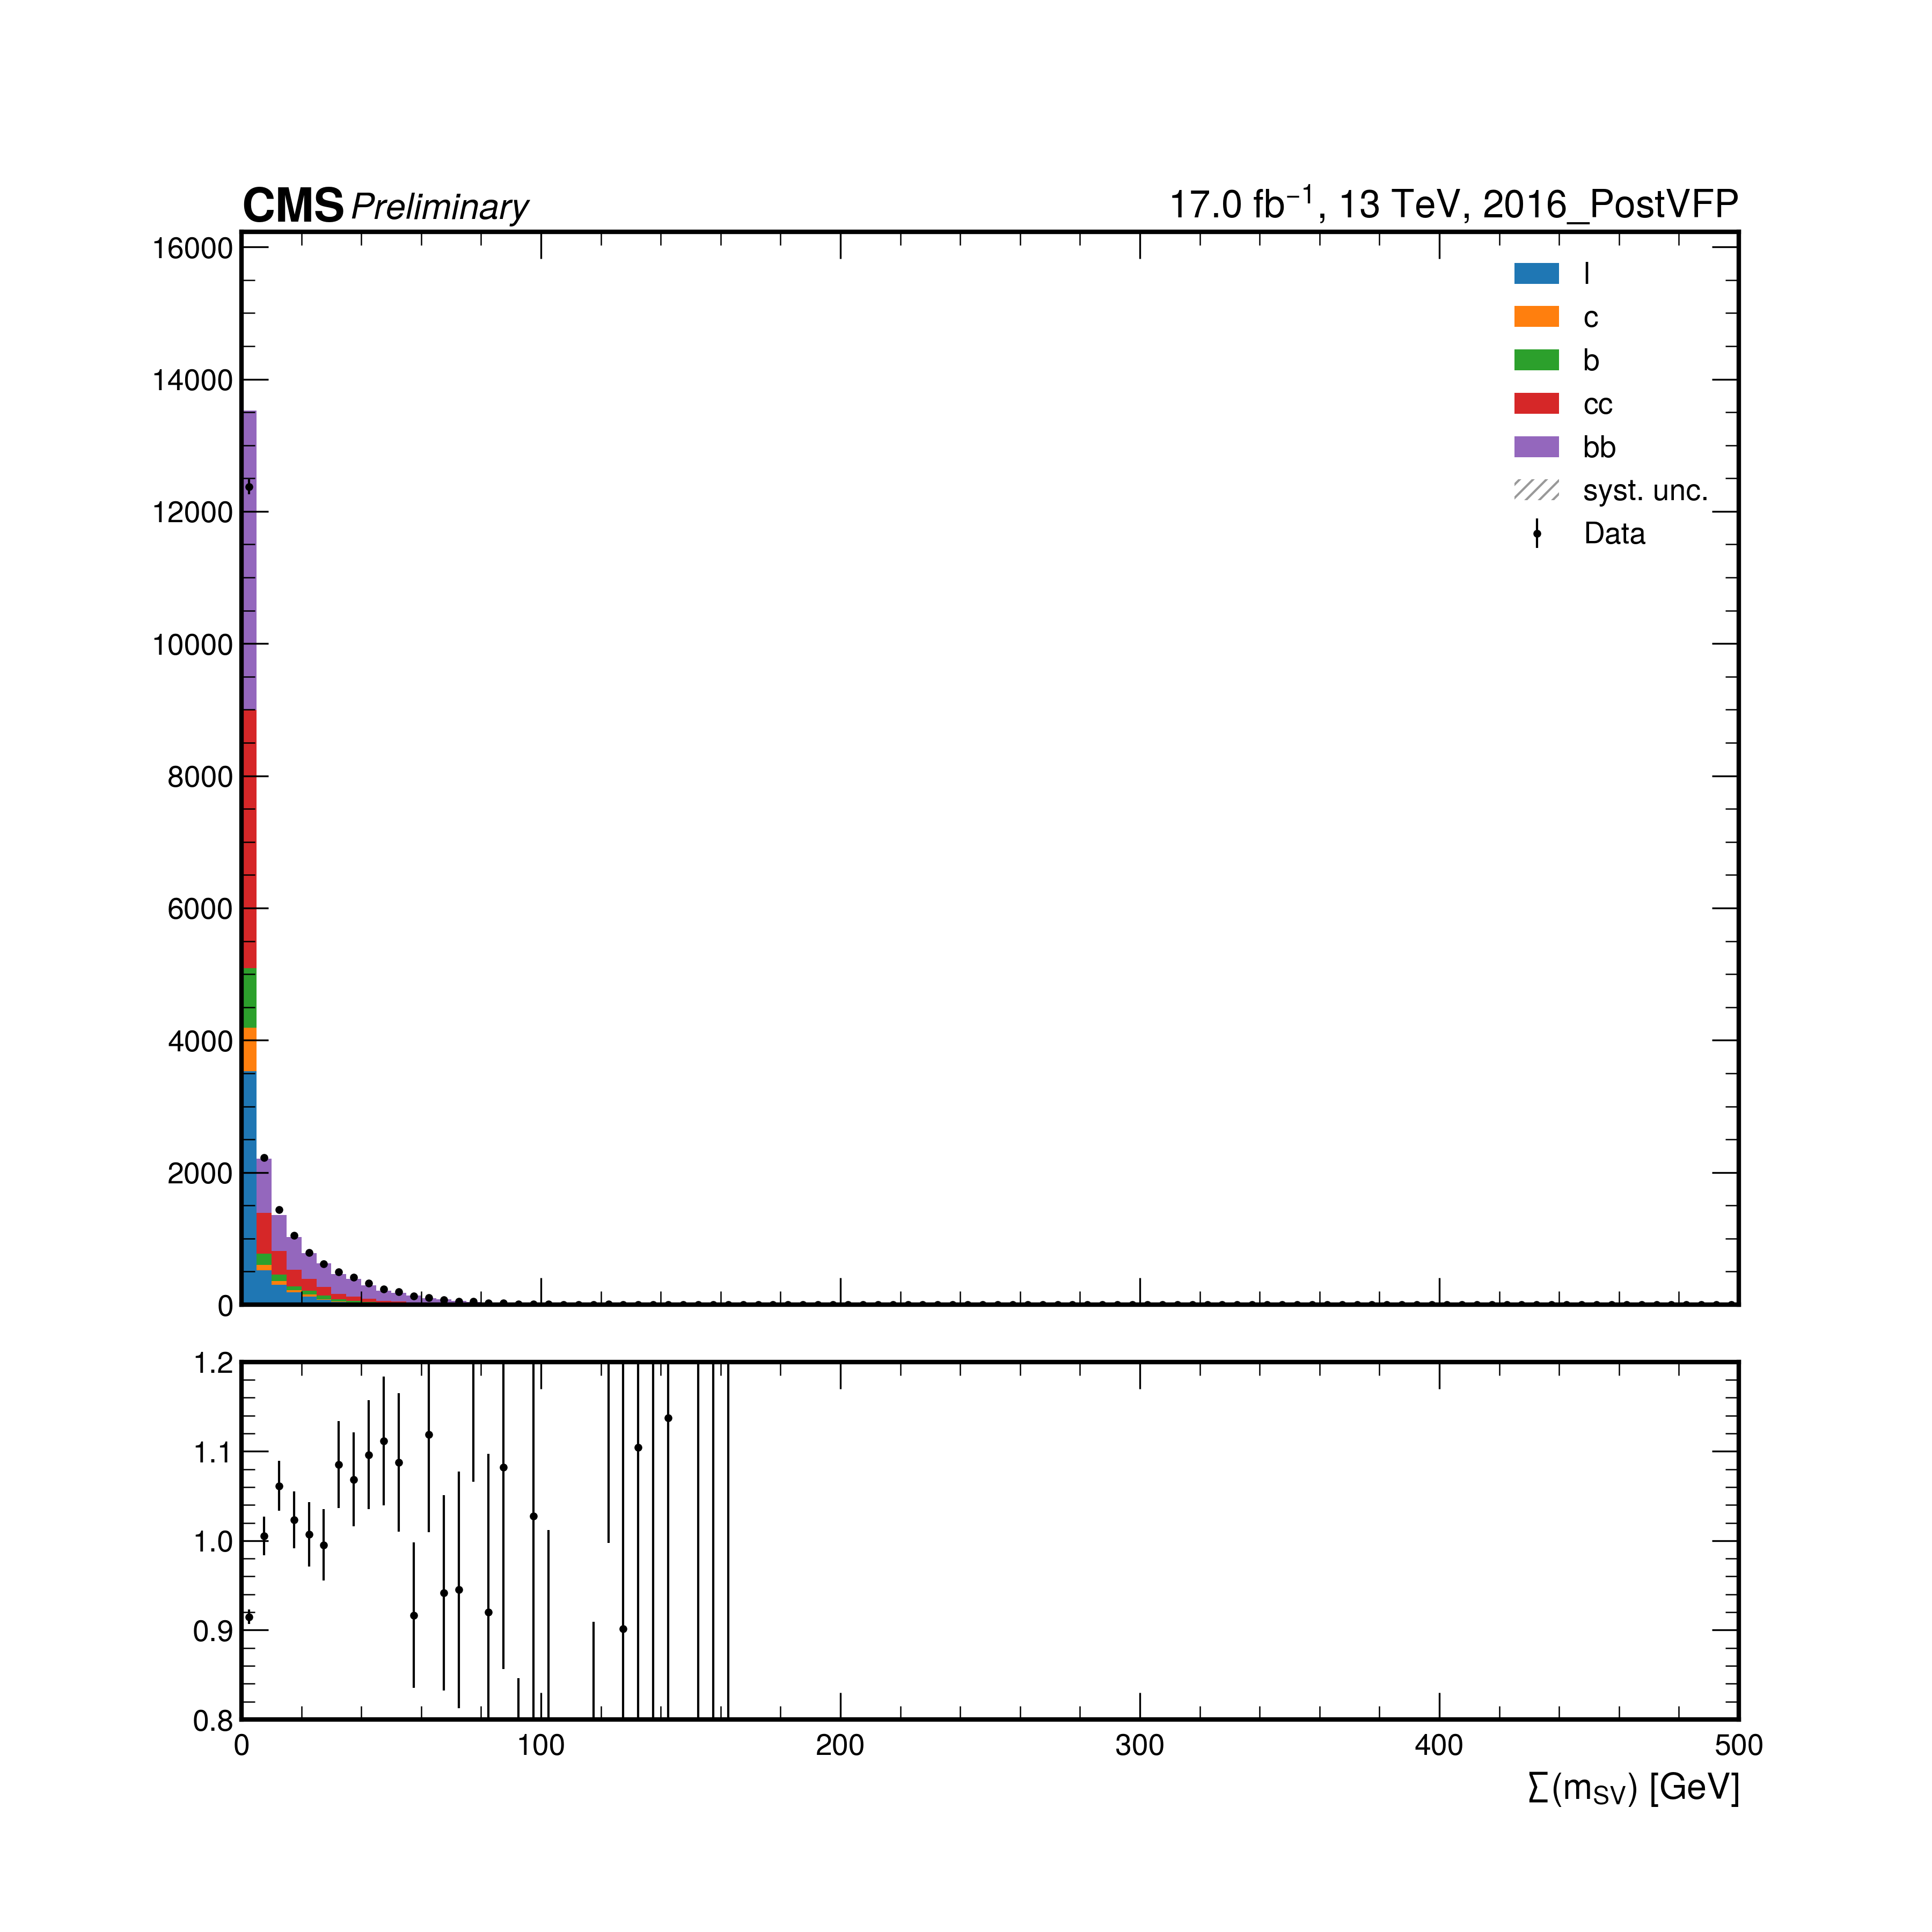 CMS Preliminary
17.0 fb⁻¹, 13 TeV, 2016_PostVFP
16000
14000
12000
10000
8000
6000
4000
2000
0
l
c
b
cc
bb
syst. unc.
Data
1.2
1.1
1.0
0.9
0.8
0 100 200 300 400 500
Σ(m_SV) [GeV]